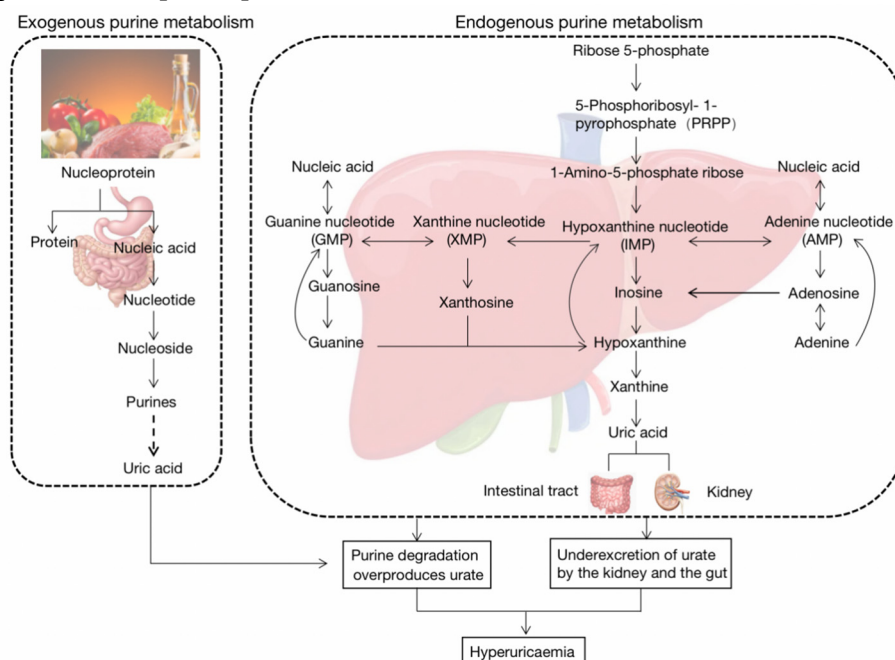 Exogenous purine metabolism
Nucleoprotein
Protein
Nucleic acid
Nucleotide
Nucleoside
Purines
Uric acid
Endogenous purine metabolism
Ribose 5-phosphate
5-Phosphoribosyl- 1-
pyrophosphate（PRPP）
1-Amino-5-phosphate ribose
Nucleic acid
Nucleic acid
Guanine nucleotide
(GMP)
Xanthine nucleotide
(XMP)
Hypoxanthine nucleotide
(IMP)
Adenine nucleotide
(AMP)
Guanosine
Xanthosine
Inosine
Adenosine
Guanine
Hypoxanthine
Adenine
Xanthine
Uric acid
Intestinal tract
Kidney
Purine degradation
overproduces urate
Underexcretion of urate
by the kidney and the gut
Hyperuricaemia